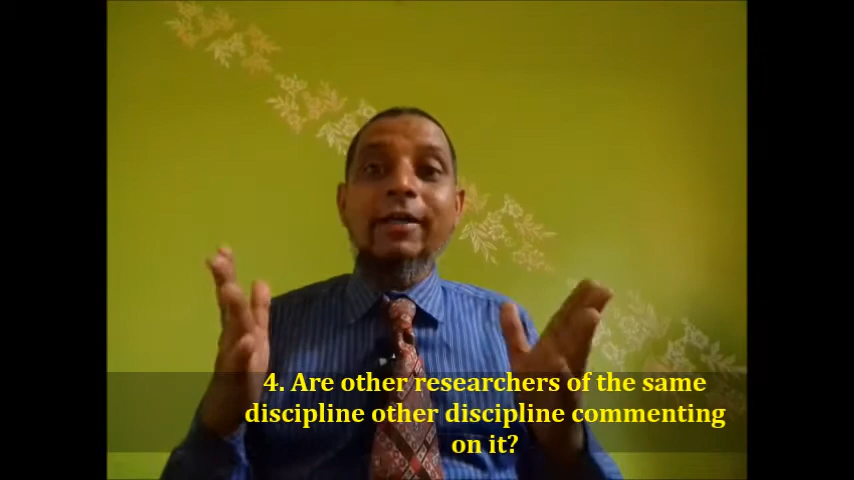 4. Are other researchers of the same
discipline other discipline commenting
on it?